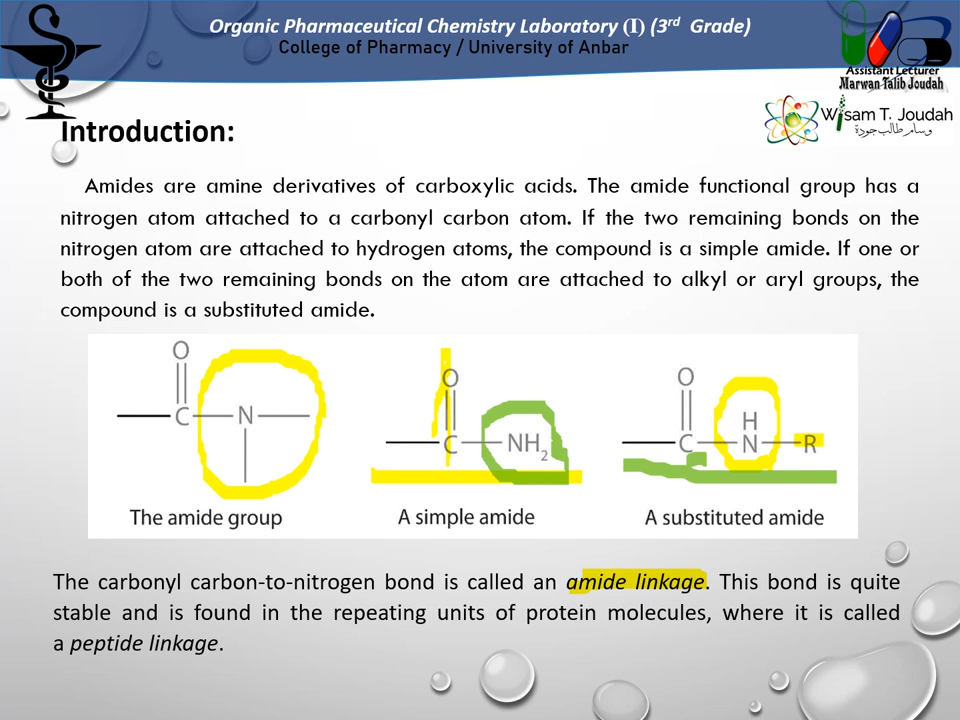 Organic Pharmaceutical Chemistry Laboratory (I) (3rd Grade)
College of Pharmacy / University of Anbar
Assistant Lecturer
Marwan Talib Joudah
Wisam T. Joudah
وسام طالب جودة
Introduction:
Amides are amine derivatives of carboxylic acids. The amide functional group has a
nitrogen atom attached to a carbonyl carbon atom. If the two remaining bonds on the
nitrogen atom are attached to hydrogen atoms, the compound is a simple amide. If one or
both of the two remaining bonds on the atom are attached to alkyl or aryl groups, the
compound is a substituted amide.
O
C N
The amide group
O
C NH2
A simple amide
O
H
C N R
A substituted amide
The carbonyl carbon-to-nitrogen bond is called an amide linkage. This bond is quite
stable and is found in the repeating units of protein molecules, where it is called
a peptide linkage.